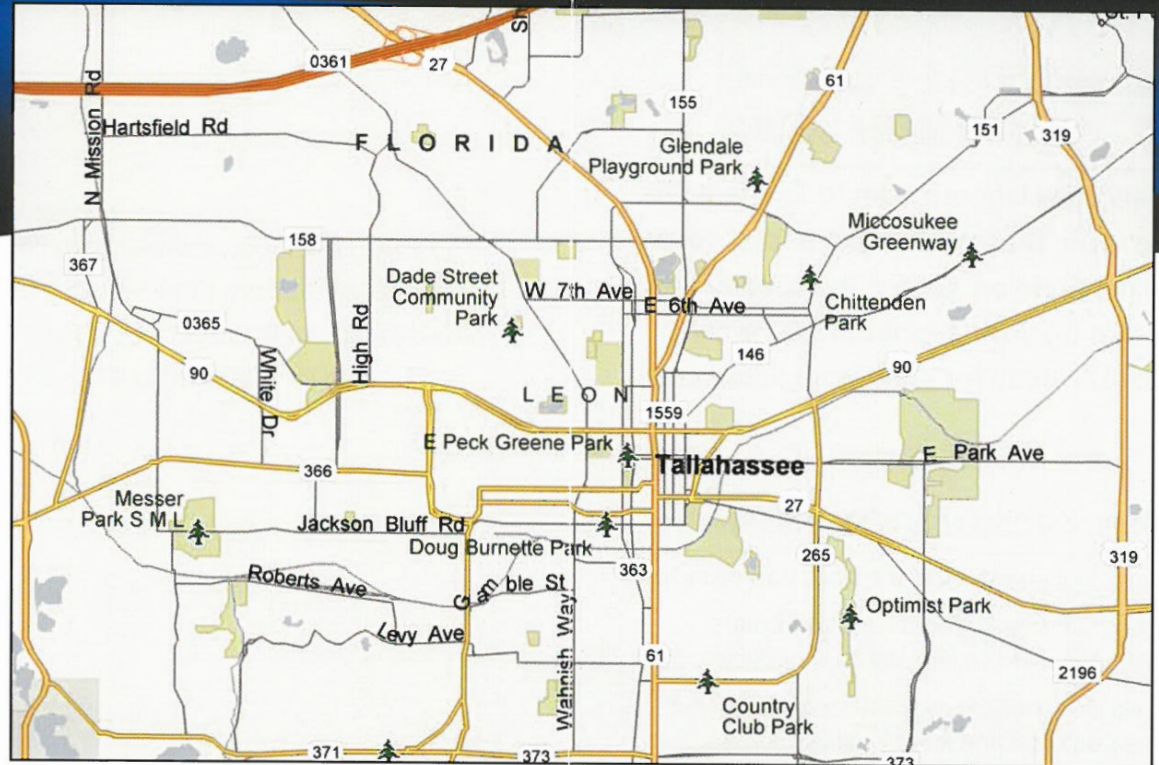 0361
27
61
155
N Mission Rd
Hartsfield Rd
FLORIDA
151
319
Glendale
Playground Park
Miccosukee
Greenway
158
367
Dade Street
Community
Park
W 7th Ave
E 6th Ave
Chittenden
Park
0365
High Rd
146
90
White Dr
90
LEON
1559
E Peck Greene Park
Tallahassee
E Park Ave
366
Messer
Park S M L
27
Jackson Bluff Rd
Doug Burnette Park
265
319
363
Roberts Ave
Gamble St
Optimist Park
Levy Ave
Wahnish Way
61
2196
Country
Club Park
371
373
373